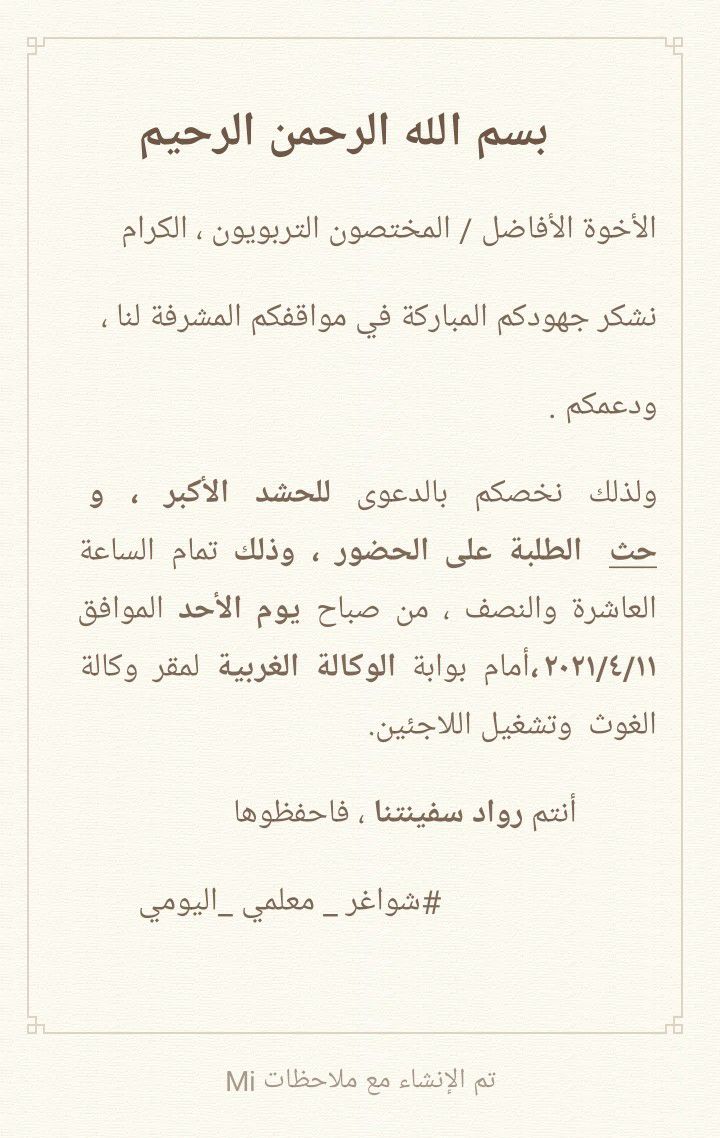 بسم الله الرحمن الرحيم
الأخوة الأفاضل / المختصون التربويون ، الكرام
نشكر جهودكم المباركة في مواقفكم المشرفة لنا ،
ودعمكم .
ولذلك نخصكم بالدعوى للحشد الأكبر ، و
حث الطلبة على الحضور ، وذلك تمام الساعة
العاشرة والنصف ، من صباح يوم الأحد الموافق
٢٠٢١/٤/١١ ،أمام بوابة الوكالة الغربية لمقر وكالة
الغوث وتشغيل اللاجئين.
أنتم رواد سفينتنا ، فاحفظوها
#شواغر _ معلمي _اليومي
تم الإنشاء مع ملاحظات Mi